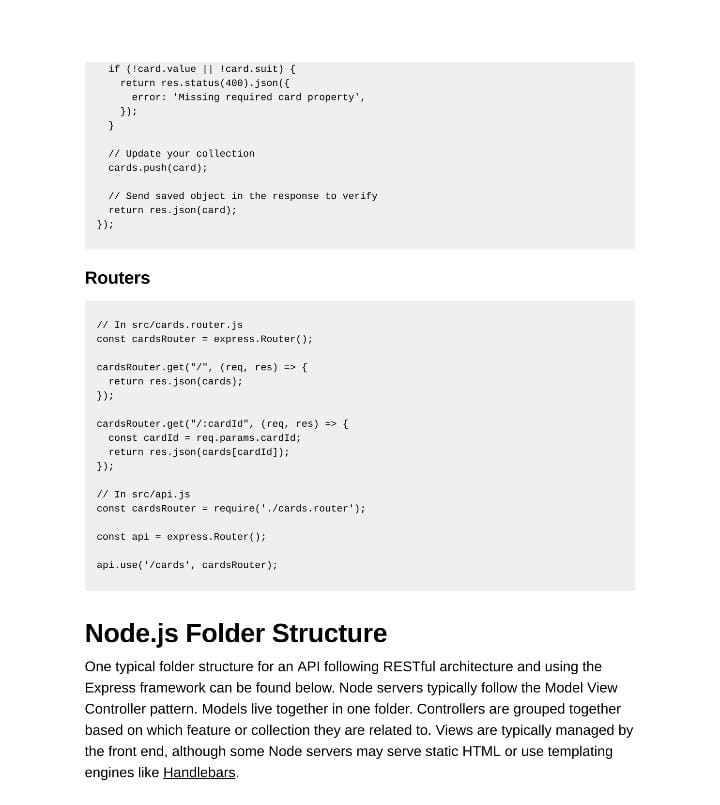 if (!card.value || !card.suit) {
return res.status(400).json({
error: 'Missing required card property',
});
}
// Update your collection
cards.push(card);
// Send saved object in the response to verify
return res.json(card);
});
Routers
// In src/cards.router.js
const cardsRouter = express.Router();
cardsRouter.get("/", (req, res) => {
return res.json(cards);
});
cardsRouter.get("/:cardId", (req, res) => {
const cardId = req.params.cardId;
return res.json(cards[cardId]);
});
// In src/api.js
const cardsRouter = require('./cards.router');
const api = express.Router();
api.use('/cards', cardsRouter);
Node.js Folder Structure
One typical folder structure for an API following RESTful architecture and using the
Express framework can be found below. Node servers typically follow the Model View
Controller pattern. Models live together in one folder. Controllers are grouped together
based on which feature or collection they are related to. Views are typically managed by
the front end, although some Node servers may serve static HTML or use templating
engines like Handlebars.